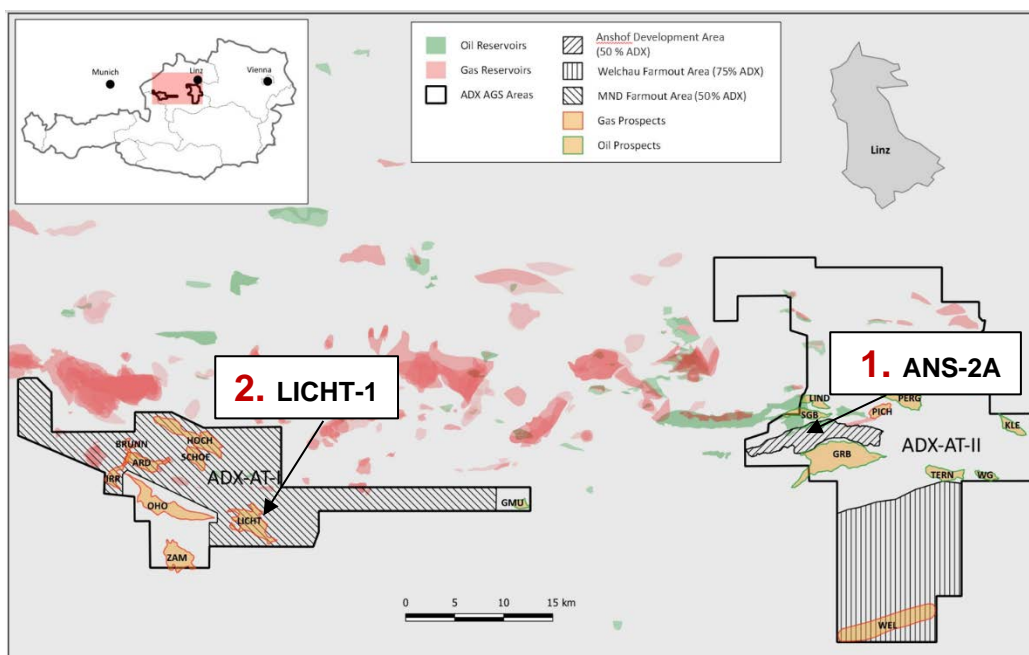 Munich
Linz
Vienna
Oil Reservoirs
Gas Reservoirs
ADX AGS Areas
Anshof Development Area
(50 % ADX)
Welchau Farmout Area (75% ADX)
MND Farmout Area (50% ADX)
Gas Prospects
Oil Prospects
Linz
2. LICHT-1
1. ANS-2A
LIND
SGB
PICH
PERG
KLE
ADX-AT-II
GRB
TERN
WG
WEL
BRUNN
HOCH
ARD
SCHOE
ADX-AT-I
IRR
OHO
LICHT
GMU
ZAM
0 5 10 15 km